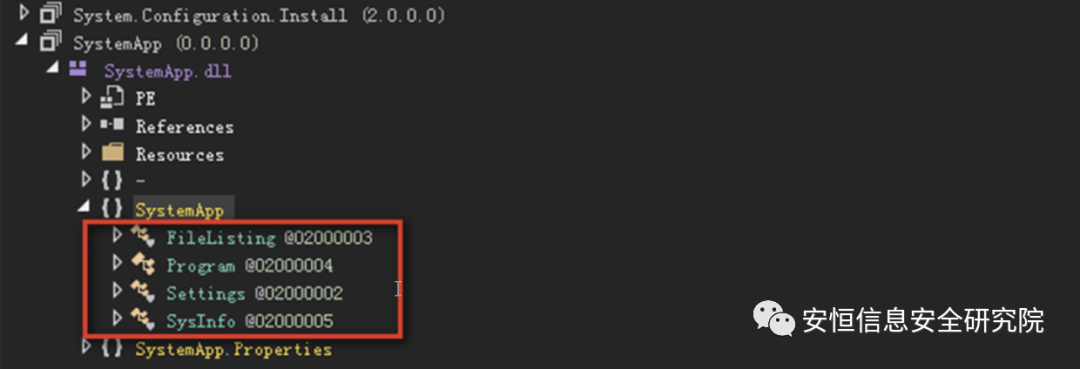 System.Configuration.Install (2.0.0.0)
SystemApp (0.0.0.0)
SystemApp.dll
PE
References
Resources
{} -
{} SystemApp
FileListing @02000003
Program @02000004
Settings @02000002
SysInfo @02000005
{} SystemApp.Properties
安恒信息安全研究院